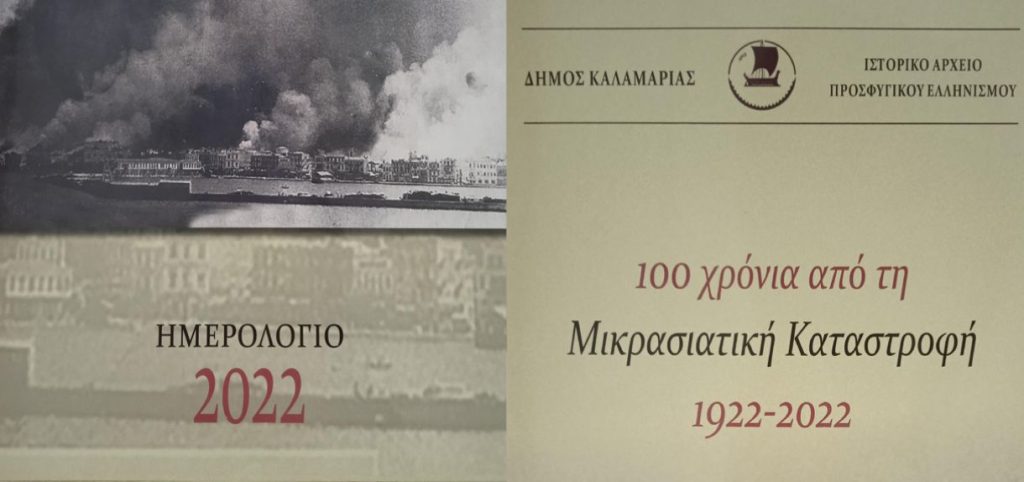 ΗΜΕΡΟΛΟΓΙΟ
2022
ΔΗΜΟΣ ΚΑΛΑΜΑΡΙΑΣ
ΙΣΤΟΡΙΚΟ ΑΡΧΕΙΟ
ΠΡΟΣΦΥΓΙΚΟΥ ΕΛΛΗΝΙΣΜΟΥ
100 χρόνια από τη
Μικρασιατική Καταστροφή
1922-2022